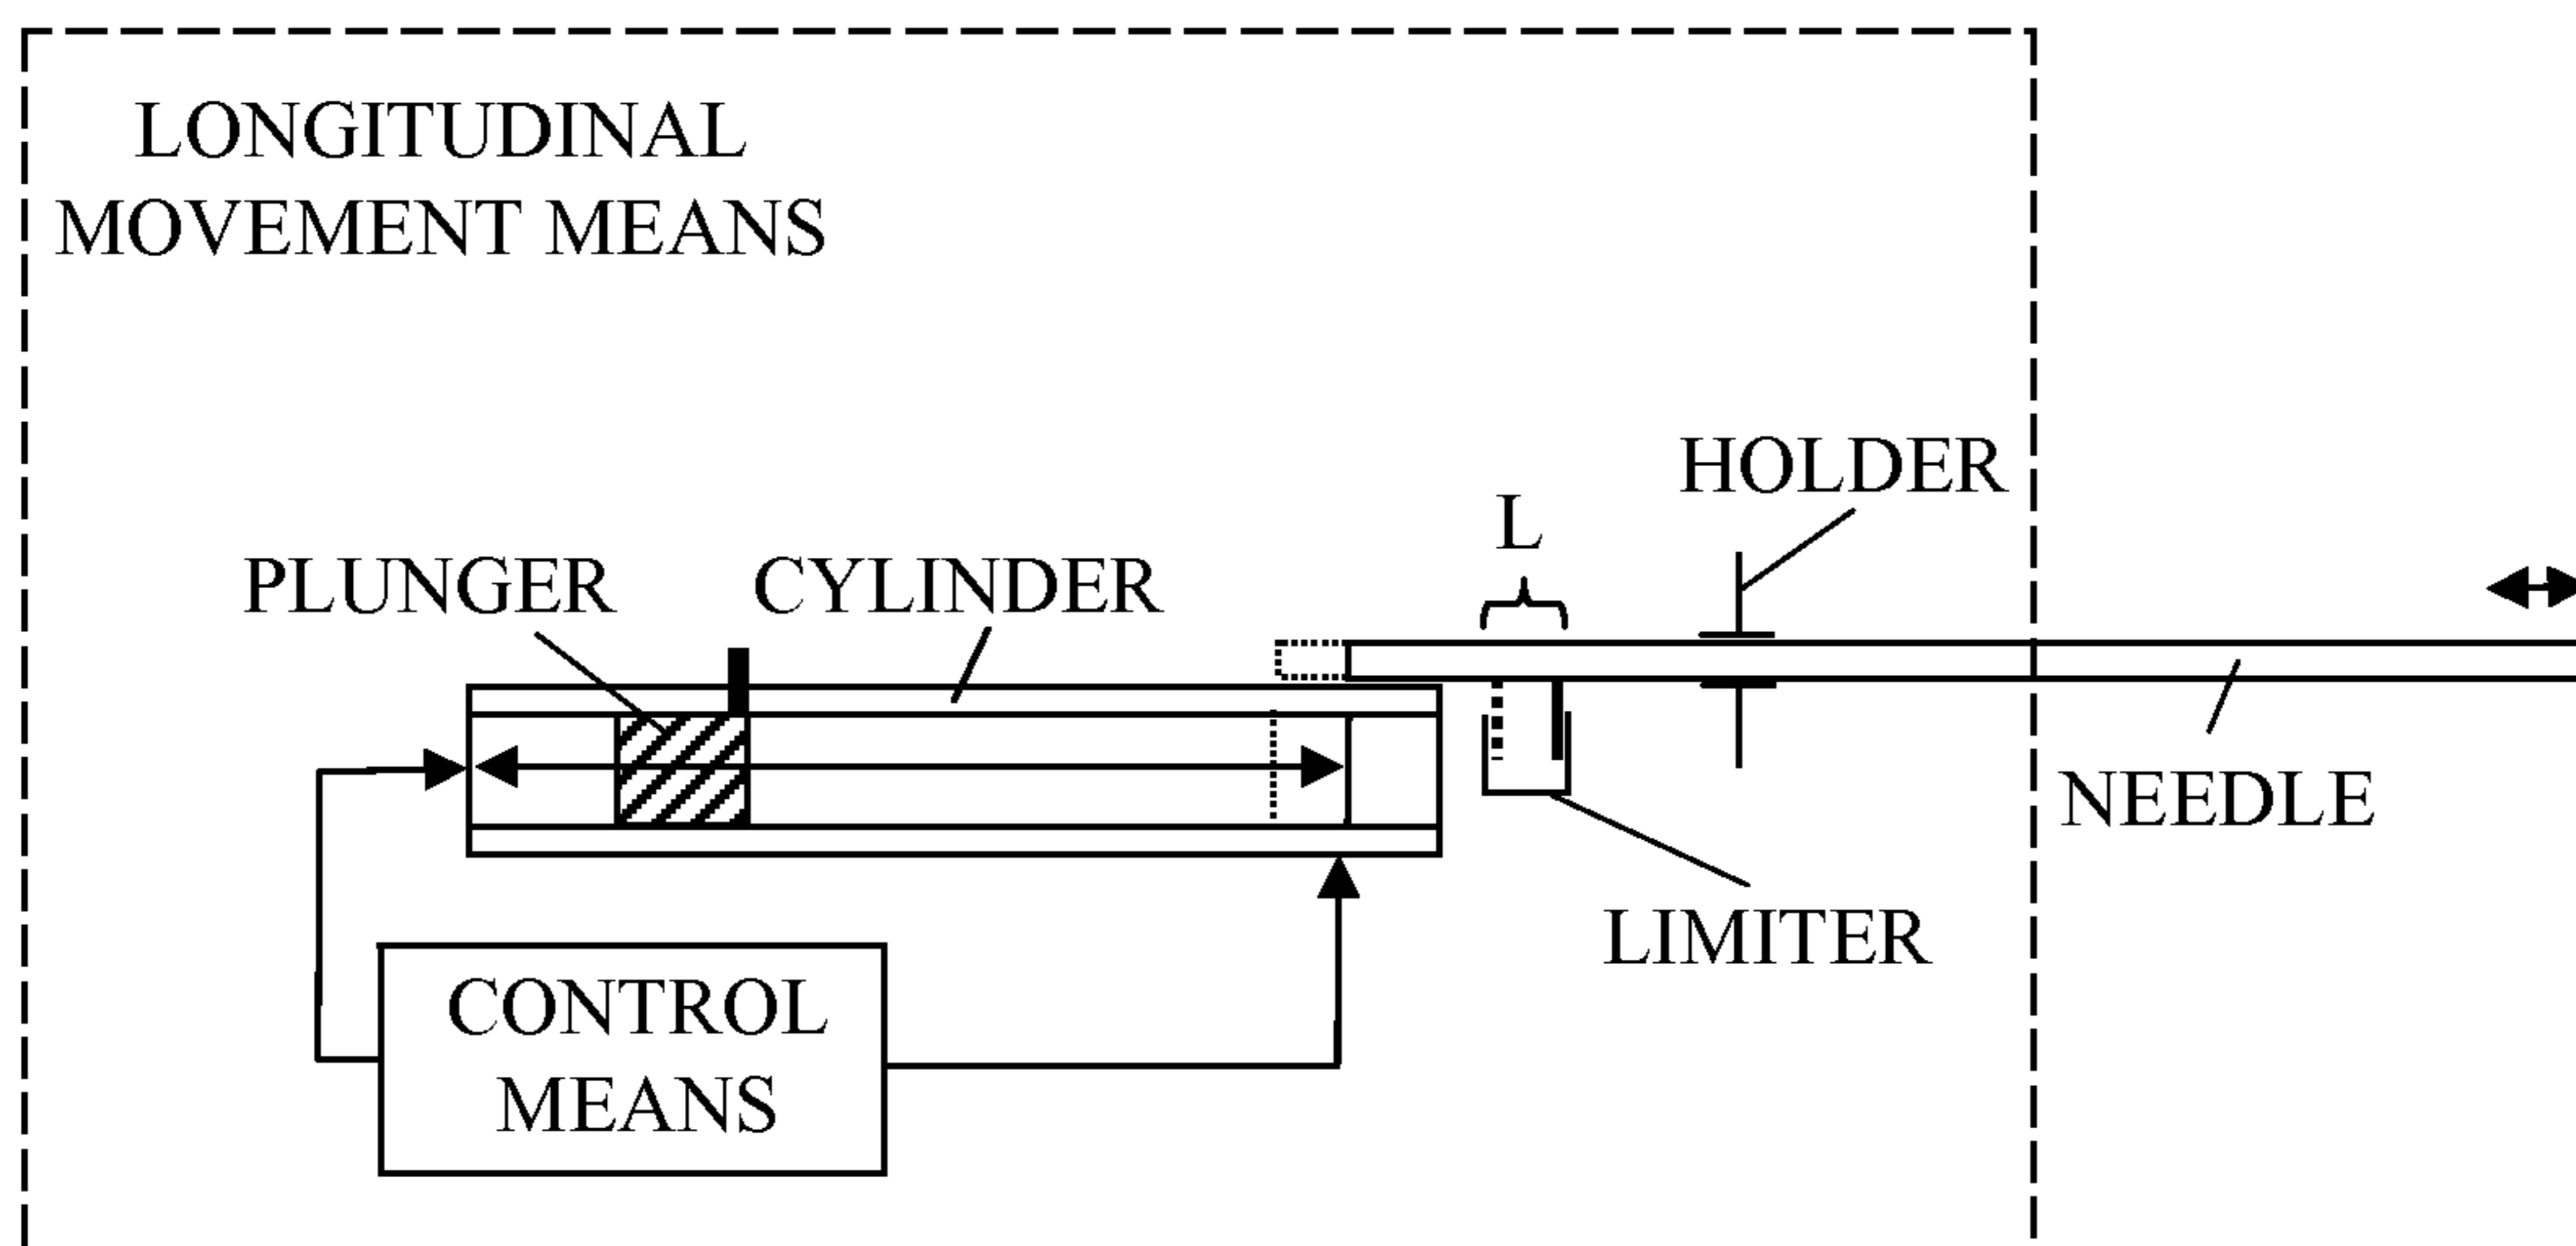 LONGITUDINAL
MOVEMENT MEANS
HOLDER
L
PLUNGER
CYLINDER
NEEDLE
LIMITER
CONTROL
MEANS